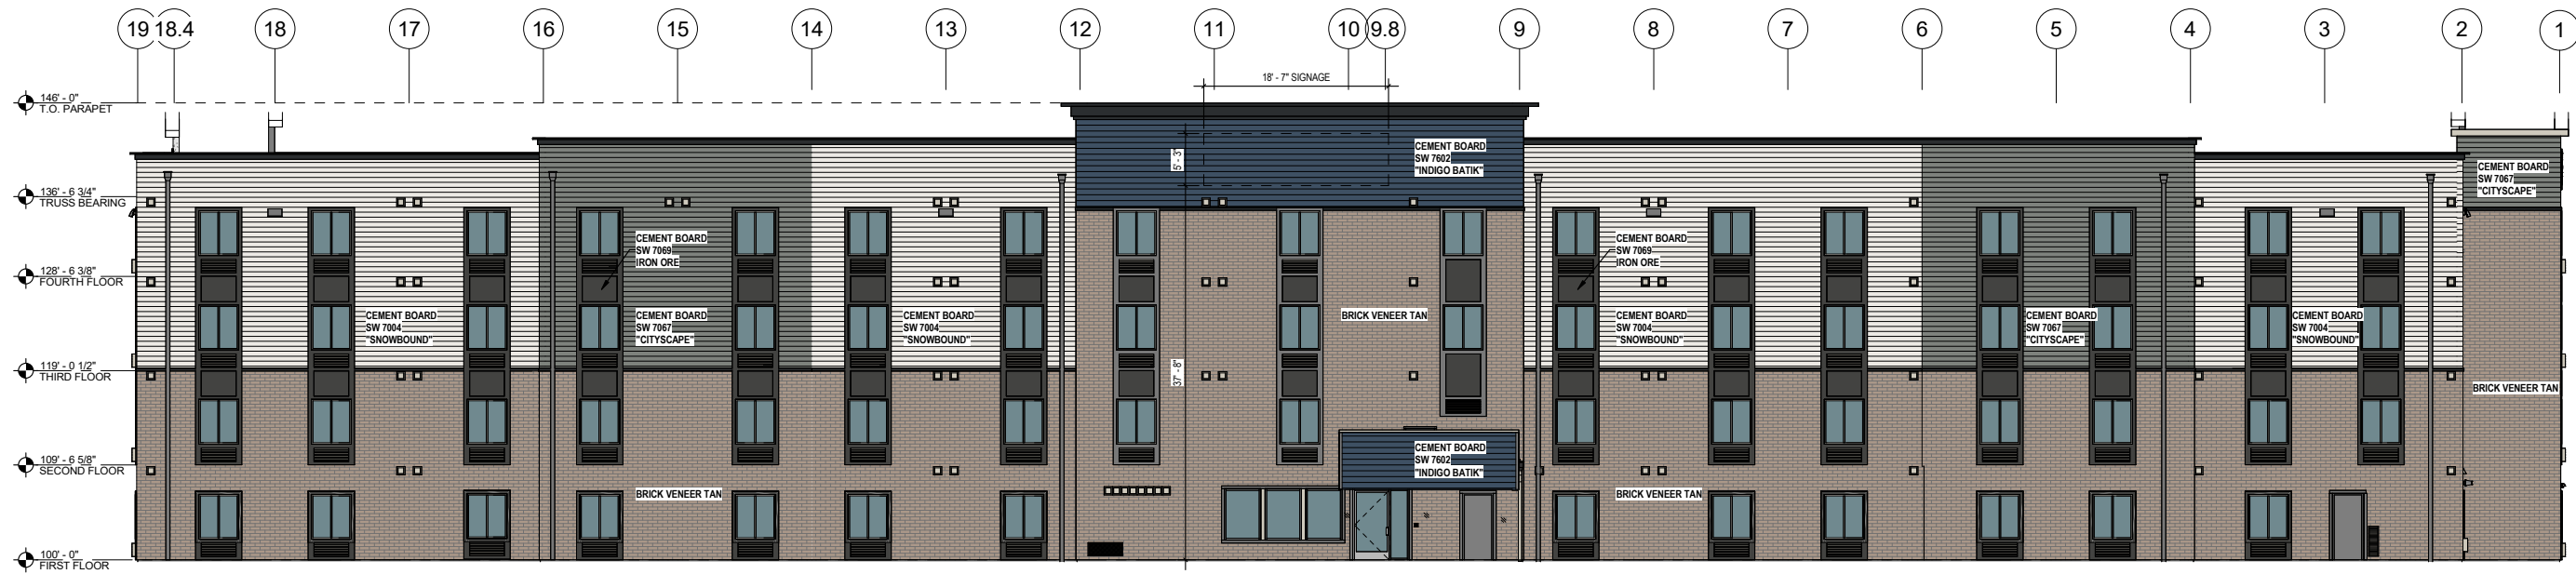 19
18.4
18
17
16
15
14
13
12
11
10
9.8
9
8
7
6
5
4
3
2
1
18' - 7" SIGNAGE
146' - 0"
T.O. PARAPET
5' - 3"
CEMENT BOARD
SW 7602
"INDIGO BATIK"
CEMENT BOARD
SW 7067
"CITYSCAPE"
136' - 6 3/4"
TRUSS BEARING
CEMENT BOARD
SW 7069
IRON ORE
CEMENT BOARD
SW 7069
IRON ORE
128' - 6 3/8"
FOURTH FLOOR
CEMENT BOARD
SW 7004
"SNOWBOUND"
CEMENT BOARD
SW 7067
"CITYSCAPE"
CEMENT BOARD
SW 7004
"SNOWBOUND"
BRICK VENEER TAN
CEMENT BOARD
SW 7004
"SNOWBOUND"
CEMENT BOARD
SW 7067
"CITYSCAPE"
CEMENT BOARD
SW 7004
"SNOWBOUND"
119' - 0 1/2"
THIRD FLOOR
37' - 8"
BRICK VENEER TAN
CEMENT BOARD
SW 7602
"INDIGO BATIK"
109' - 6 5/8"
SECOND FLOOR
BRICK VENEER TAN
BRICK VENEER TAN
100' - 0"
FIRST FLOOR